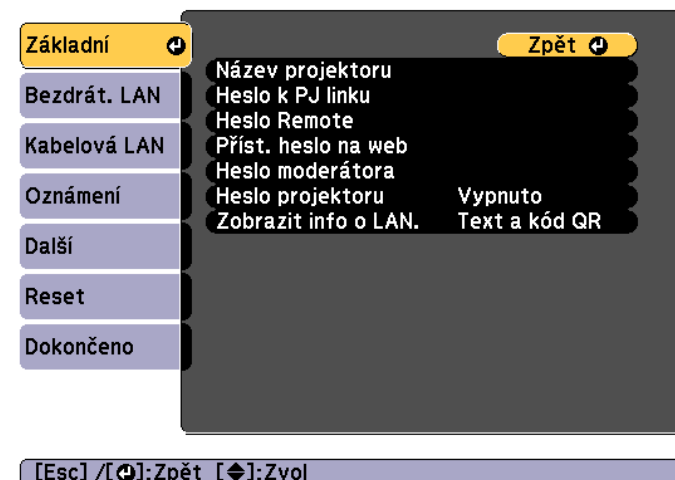 Základní
Bezdrát. LAN
Kabelová LAN
Oznámení
Další
Reset
Dokončeno
Zpět
Název projektoru
Heslo k PJ linku
Heslo Remote
Příst. heslo na web
Heslo moderátora
Heslo projektoru Vypnuto
Zobrazit info o LAN. Text a kód QR
[Esc] /[⏎]:Zpět [◆]:Zvol